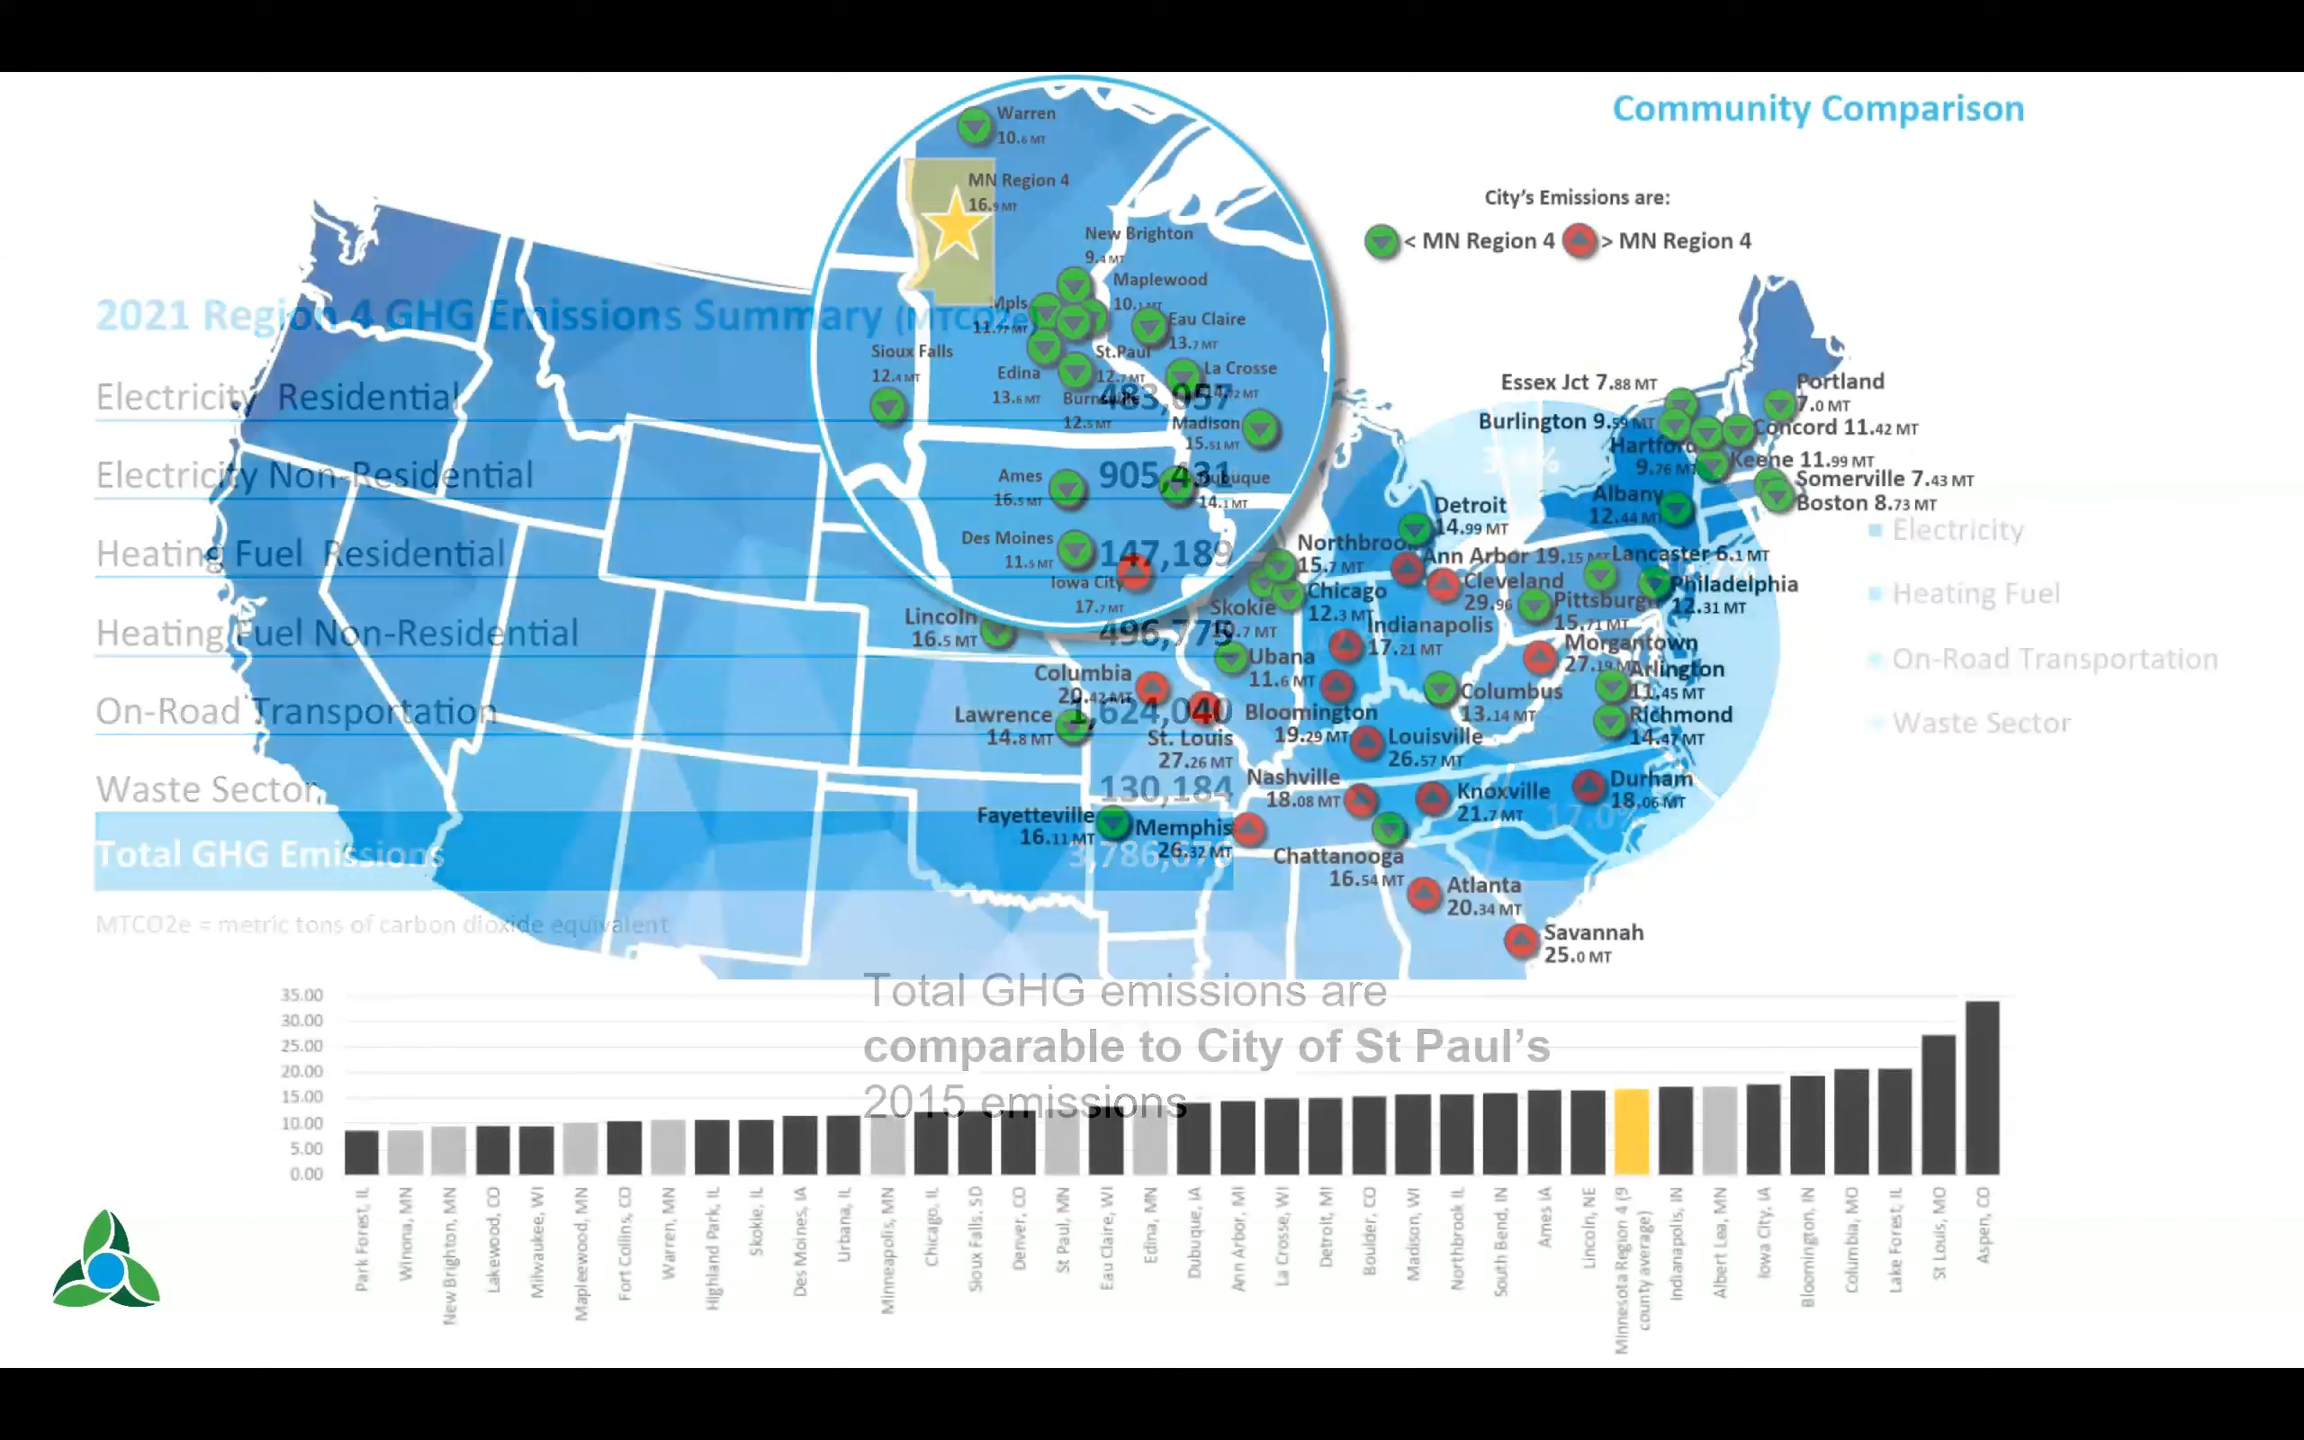 Community Comparison
City's Emissions are:
< MN Region 4 > MN Region 4
Warren
10.6 MT
MN Region 4
16.9 MT
New Brighton
9.4 MT
Maplewood
10.1 MT
Mpls
11.77 MT
Eau Claire
13.7 MT
Sioux Falls
12.4 MT
St.Paul
12.7 MT
Edina
13.6 MT
La Crosse
Burnsville
12.5 MT
Madison
15.51 MT
Ames
16.5 MT
Dubuque
14.1 MT
Des Moines
11.5 MT
Iowa City
17.7 MT
2021 Region 4 GHG Emissions Summary (MTCO2e)
Electricity Residential 483,057
Electricity Non-Residential 905,431
Heating Fuel Residential 147,189
Heating Fuel Non-Residential 496,775
On-Road Transportation 1,624,040
Waste Sector 130,184
Total GHG Emissions
MTCO2e = metric tons of carbon dioxide equivalent
Essex Jct 7.88 MT
Portland
7.0 MT
Burlington 9.59 MT
Concord 11.42 MT
Hartford
9.76 MT
Keene 11.99 MT
Somerville 7.43 MT
Boston 8.73 MT
Albany
12.44 MT
Detroit
14.99 MT
Northbrook
15.7 MT
Ann Arbor 19.15 MT
Lancaster 6.1 MT
Cleveland
29.96
Philadelphia
12.31 MT
Chicago
12.3 MT
Pittsburg
15.71 MT
Skokie
Indianapolis
17.21 MT
Lincoln
16.5 MT
Morgantown
27.19 MT
Ubana
11.6 MT
Arlington
11.45 MT
Columbia
Columbus
13.14 MT
Lawrence
14.8 MT
Bloomington
19.29 MT
Richmond
14.47 MT
St. Louis
27.26 MT
Louisville
26.57 MT
Nashville
18.08 MT
Knoxville
21.7 MT
Durham
18.06 MT
17.0%
Fayetteville
16.11 MT
Memphis
26.32 MT
Chattanooga
16.54 MT
Atlanta
20.34 MT
Savannah
25.0 MT
Electricity
Heating Fuel
On-Road Transportation
Waste Sector
Total GHG emissions are
comparable to City of St Paul's
2015 emissions
35.00
30.00
25.00
20.00
15.00
10.00
5.00
0.00
Park Forest, IL
Winona, MN
New Brighton, MN
Lakewood, CO
Milwaukee, WI
Mapleewood, MN
Fort Collins, CO
Warren, MN
Highland Park, IL
Skokie, IL
Des Moines, IA
Urbana, IL
Minneapolis, MN
Chicago, IL
Sioux Falls. SD
Denver, CO
St Paul, MN
Eau Claire, WI
Edina, MN
Dubuque, IA
Ann Arbor, MI
La Crosse, WI
Detroit, MI
Boulder, CO
Madison, WI
Northbrook IL
South Bend, IN
Ames IA
Lincoln, NE
Minnesota Region 4 (9
county average)
Indianapolis, IN
Albert Lea, MN
Iowa City. IA
Bloomington, IN
Columbia, MO
Lake Forest, IL
St Louis, MO
Aspen, CO